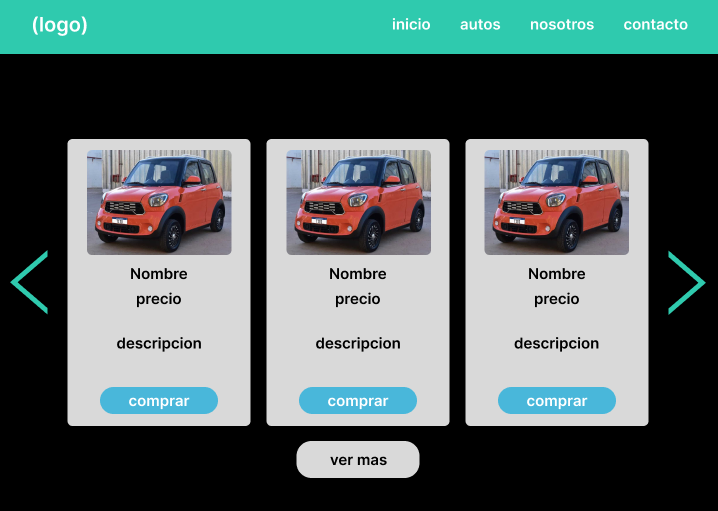 (logo)
inicio autos nosotros contacto
Nombre
precio
descripcion
comprar
Nombre
precio
descripcion
comprar
Nombre
precio
descripcion
comprar
ver mas